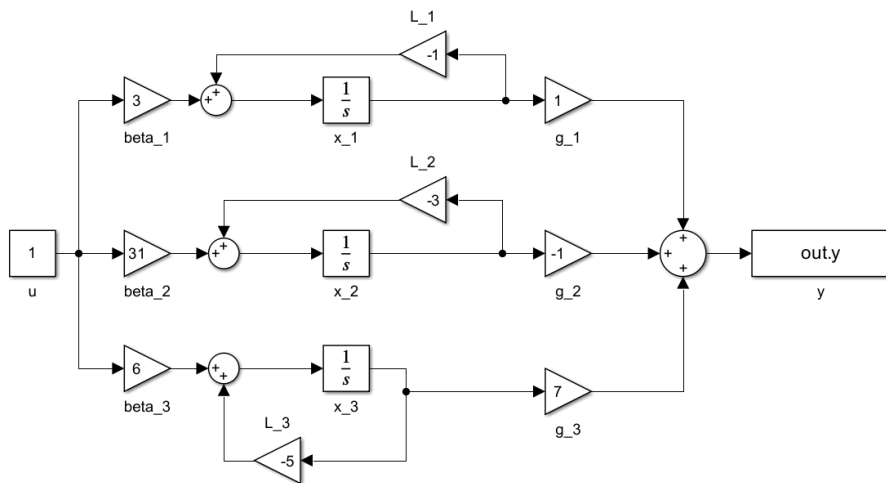 L_1
-1
3
++
1
s
1
beta_1
x_1
g_1
L_2
-3
1
31
++
1
s
-1
+
+
+
out.y
u
beta_2
x_2
g_2
y
6
++
1
s
7
beta_3
x_3
g_3
L_3
-5